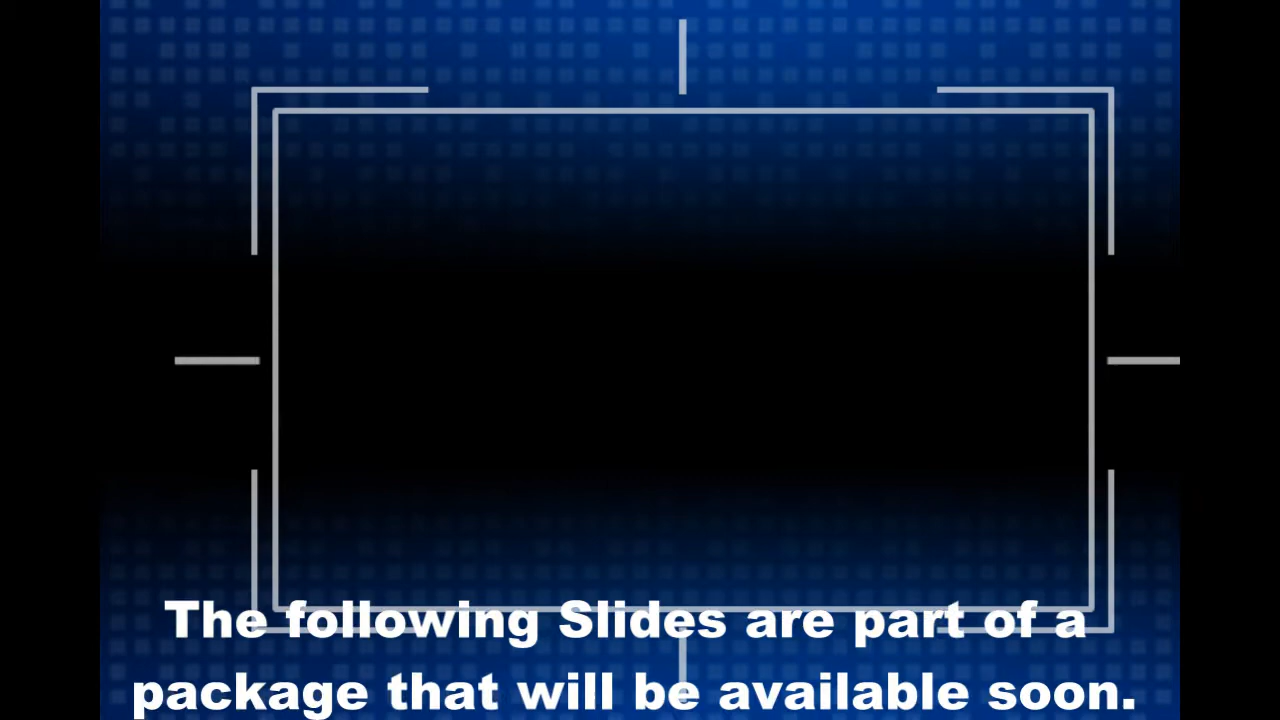 The following Slides are part of a
package that will be available soon.